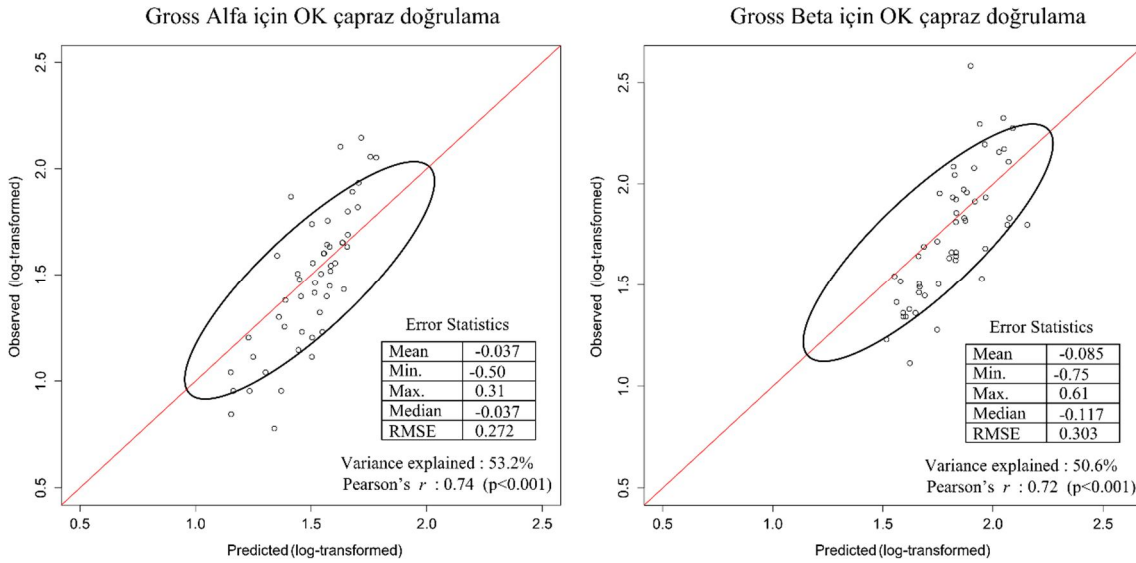 Gross Alfa için OK çapraz doğrulama
2.5
2.0
1.5
1.0
0.5
Observed (log-transformed)
Error Statistics
Mean -0.037
Min. -0.50
Max. 0.31
Median -0.037
RMSE 0.272
Variance explained : 53.2%
Pearson's r : 0.74 (p<0.001)
0.5 1.0 1.5 2.0 2.5
Predicted (log-transformed)
Gross Beta için OK çapraz doğrulama
2.5
2.0
1.5
1.0
0.5
Observed (log-transformed)
Error Statistics
Mean -0.085
Min. -0.75
Max. 0.61
Median -0.117
RMSE 0.303
Variance explained : 50.6%
Pearson's r : 0.72 (p<0.001)
0.5 1.0 1.5 2.0 2.5
Predicted (log-transformed)